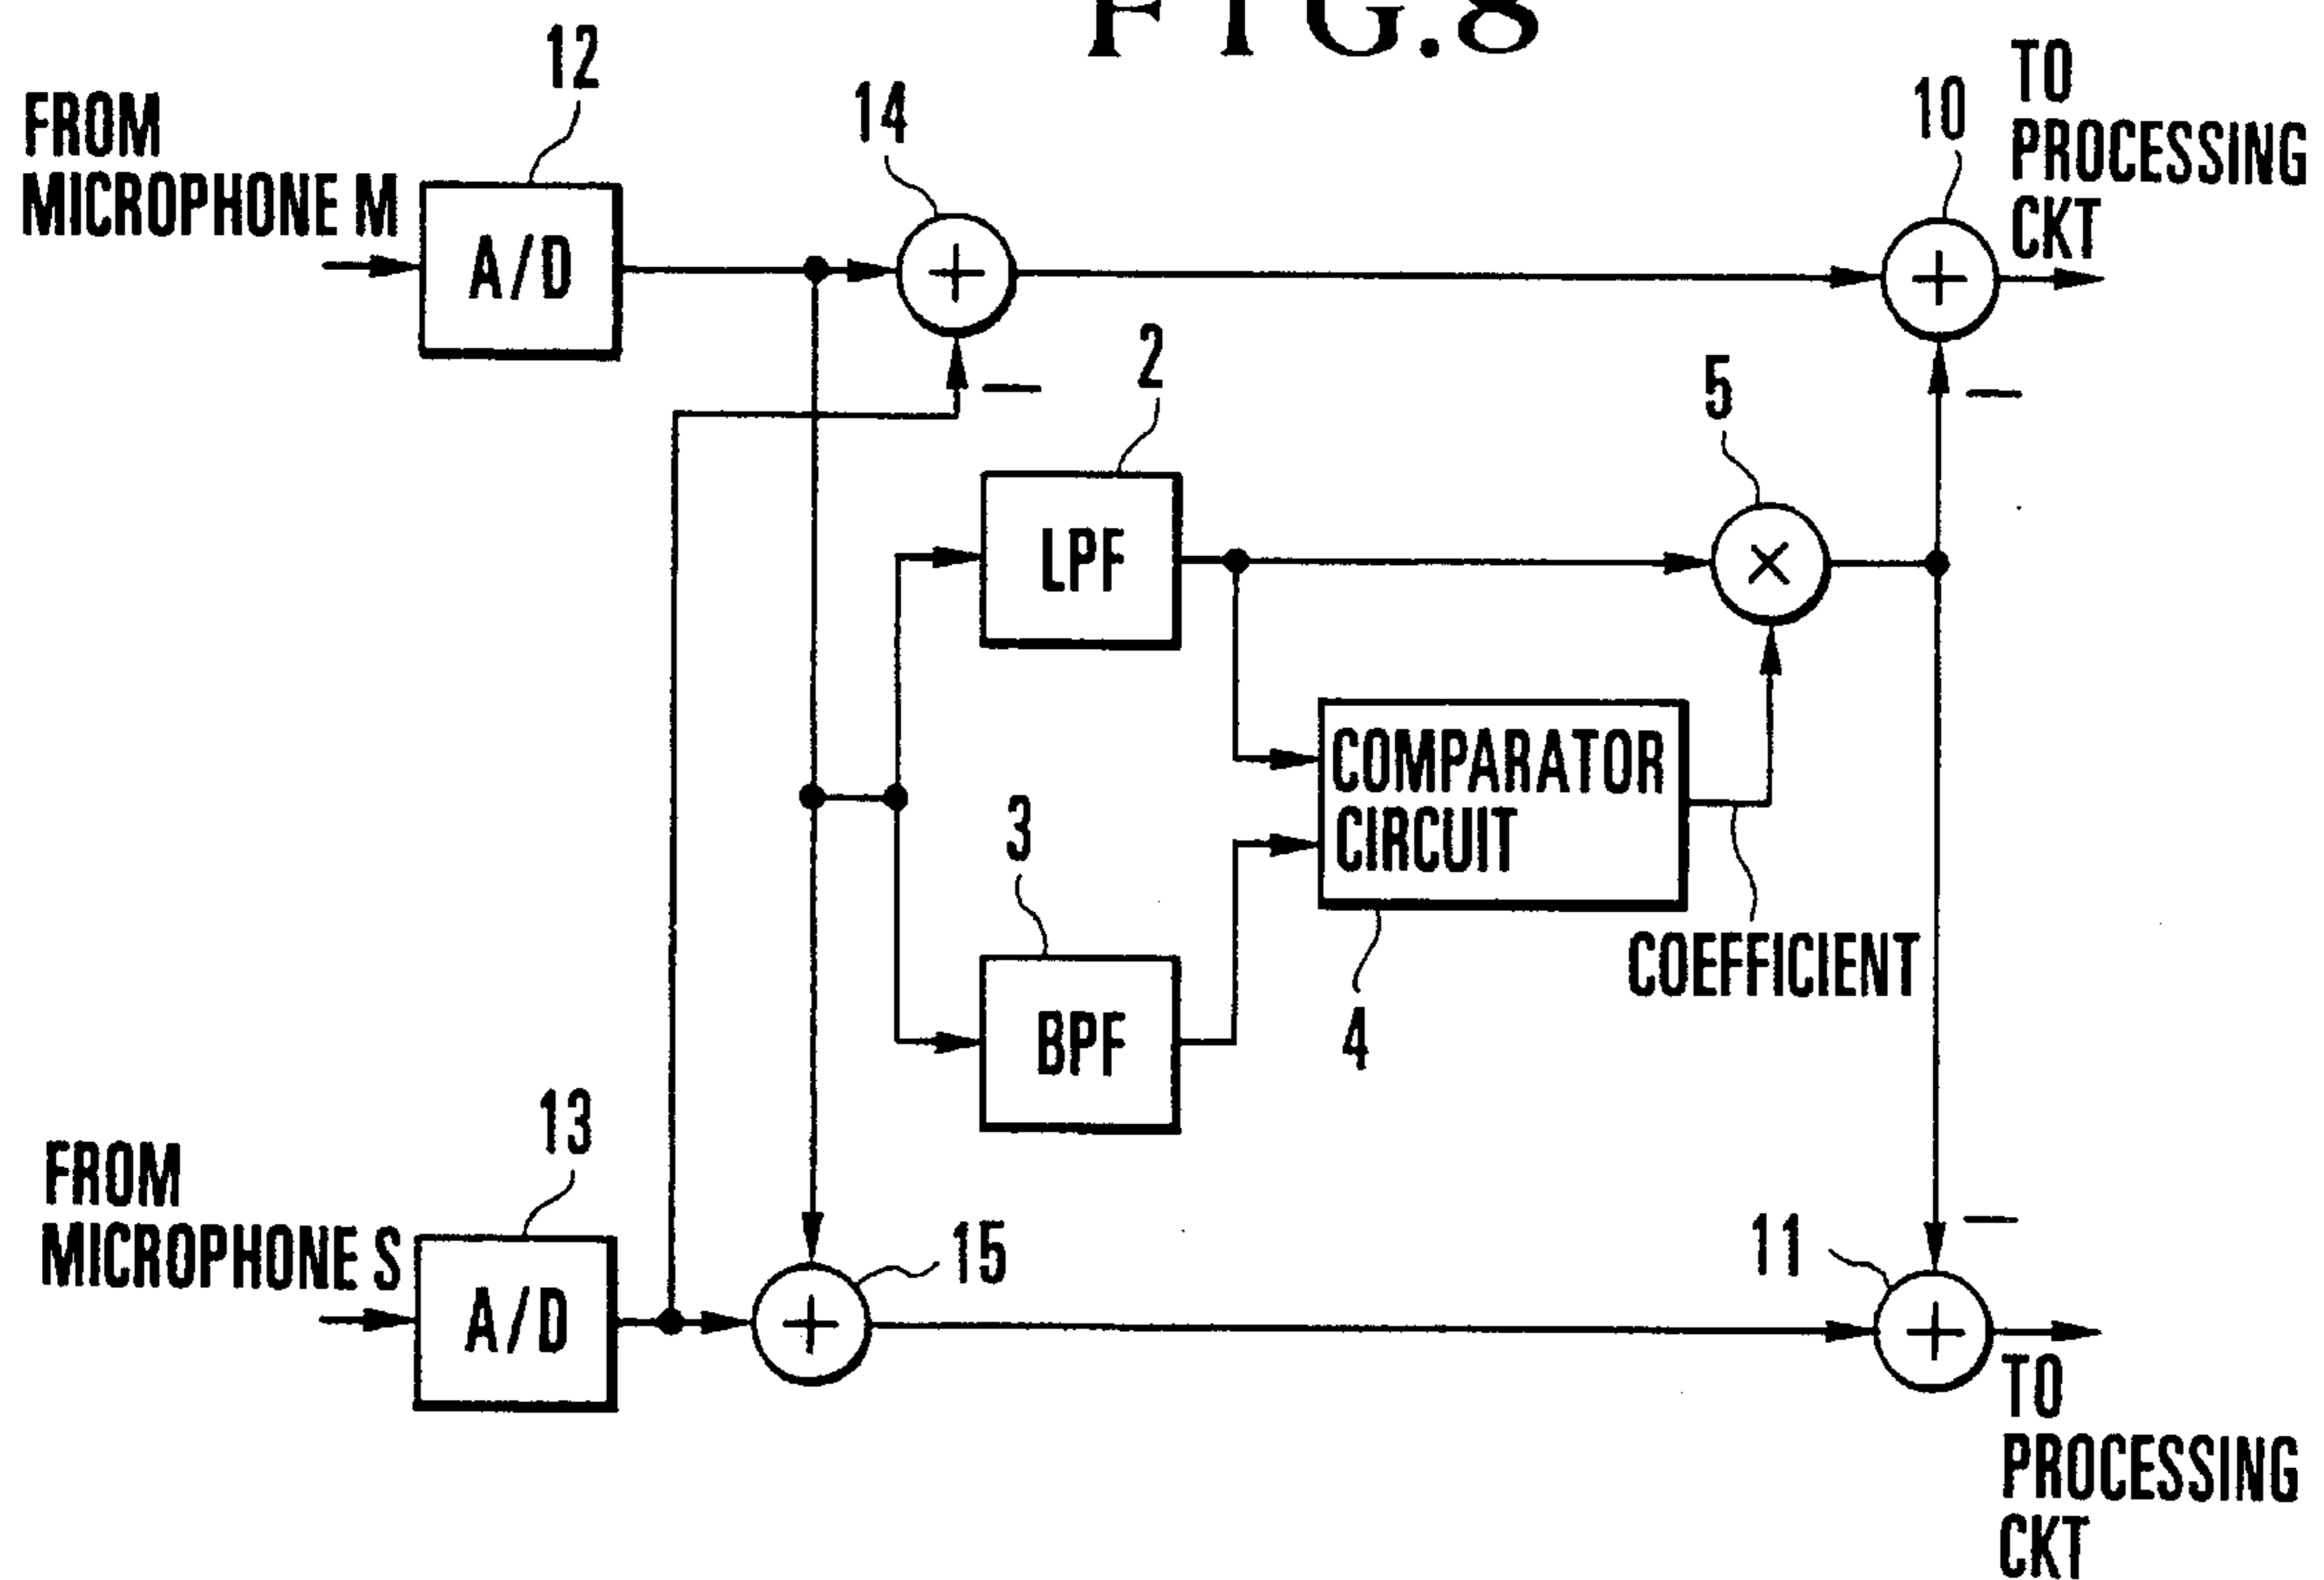 FIG.8
12
FROM
MICROPHONE M
A/D
14
10
TO
PROCESSING
CKT
2
LPF
5
COMPARATOR
CIRCUIT
3
BPF
4
COEFFICIENT
13
FROM
MICROPHONE S
A/D
15
11
TO
PROCESSING
CKT